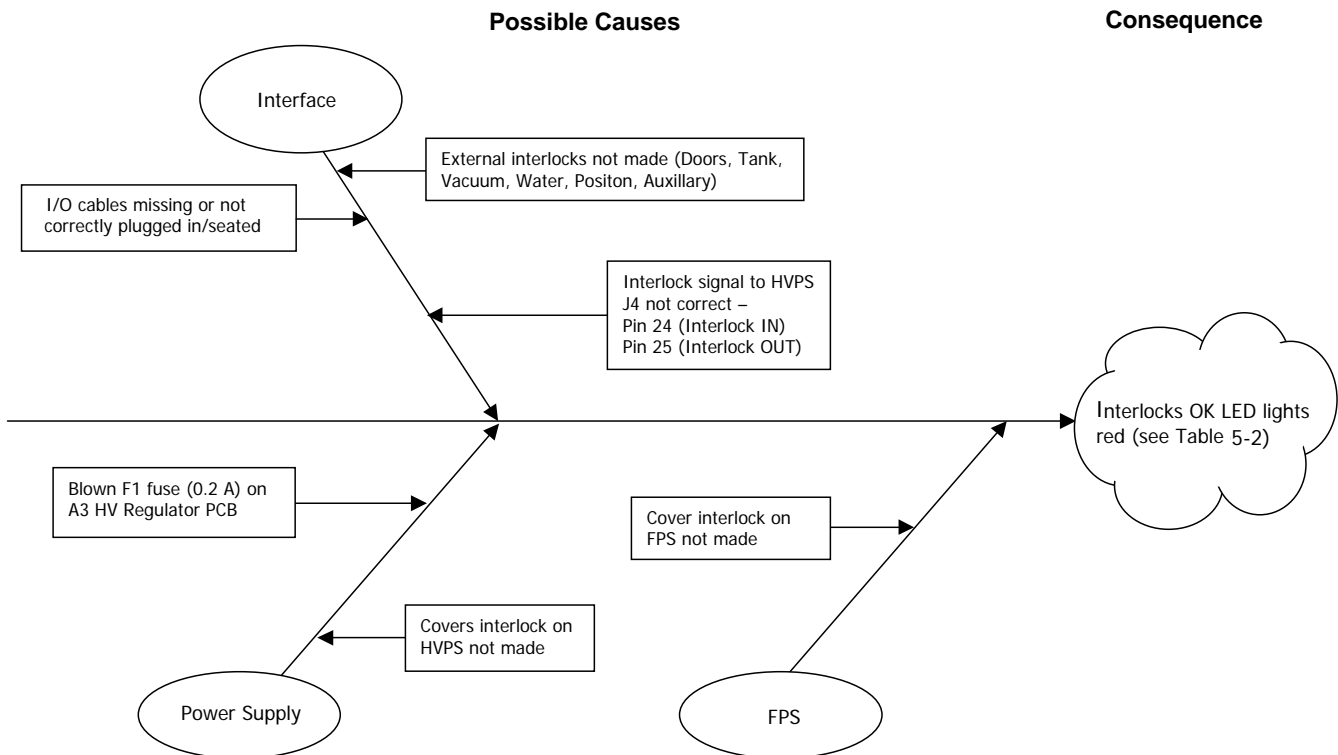 Possible Causes
Consequence
Interface
External interlocks not made (Doors, Tank,
Vacuum, Water, Positon, Auxillary)
I/O cables missing or not
correctly plugged in/seated
Interlock signal to HVPS
J4 not correct –
Pin 24 (Interlock IN)
Pin 25 (Interlock OUT)
Interlocks OK LED lights
red (see Table 5-2)
Blown F1 fuse (0.2 A) on
A3 HV Regulator PCB
Cover interlock on
FPS not made
Covers interlock on
HVPS not made
Power Supply
FPS